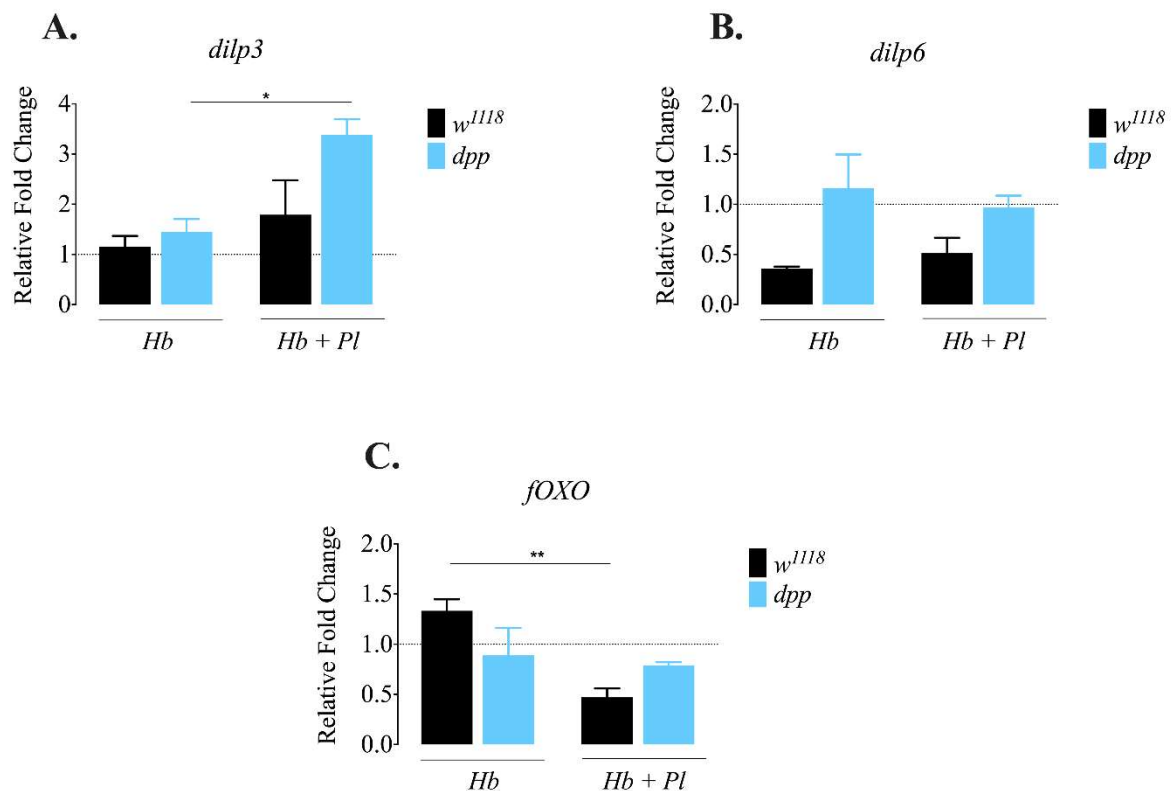 A.
dilp3
Relative Fold Change
4
3
2
1
0
*
Hb
Hb + Pl
w1118
dpp
B.
dilp6
Relative Fold Change
2.0
1.5
1.0
0.5
0.0
Hb
Hb + Pl
w1118
dpp
C.
fOXO
Relative Fold Change
2.0
1.5
1.0
0.5
0.0
**
Hb
Hb + Pl
w1118
dpp